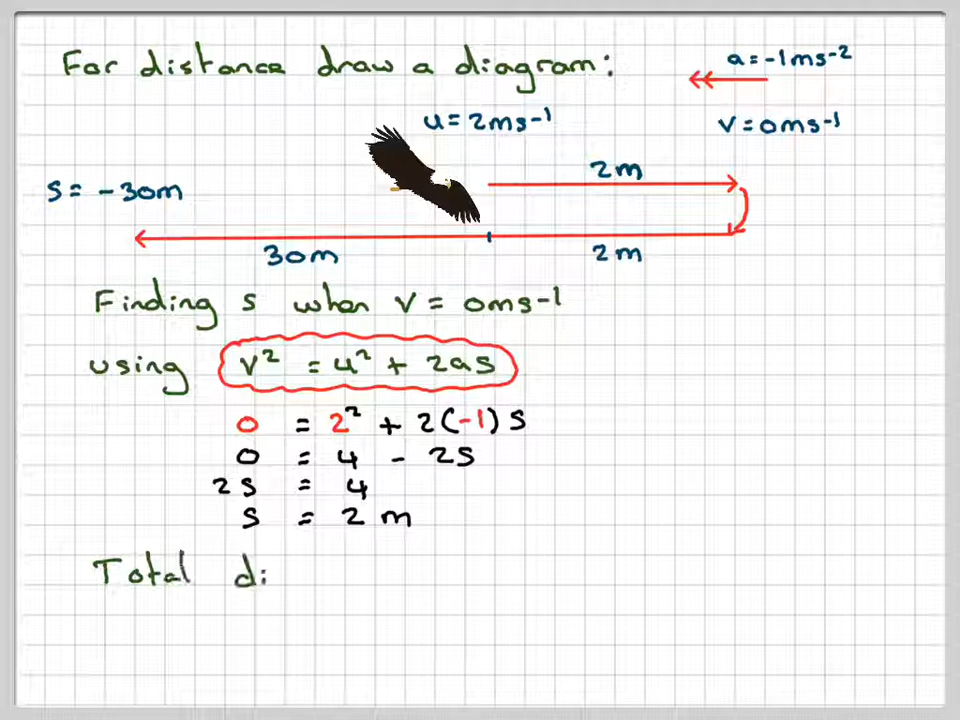 For distance draw a diagram:
a = -1ms-2
u = 2ms-1
v = 0ms-1
2m
s = -30m
30m
2m
Finding s when v = 0ms-1
using v² = u² + 2as
0 = 2² + 2(-1)s
0 = 4 - 2s
2s = 4
s = 2 m
Total di